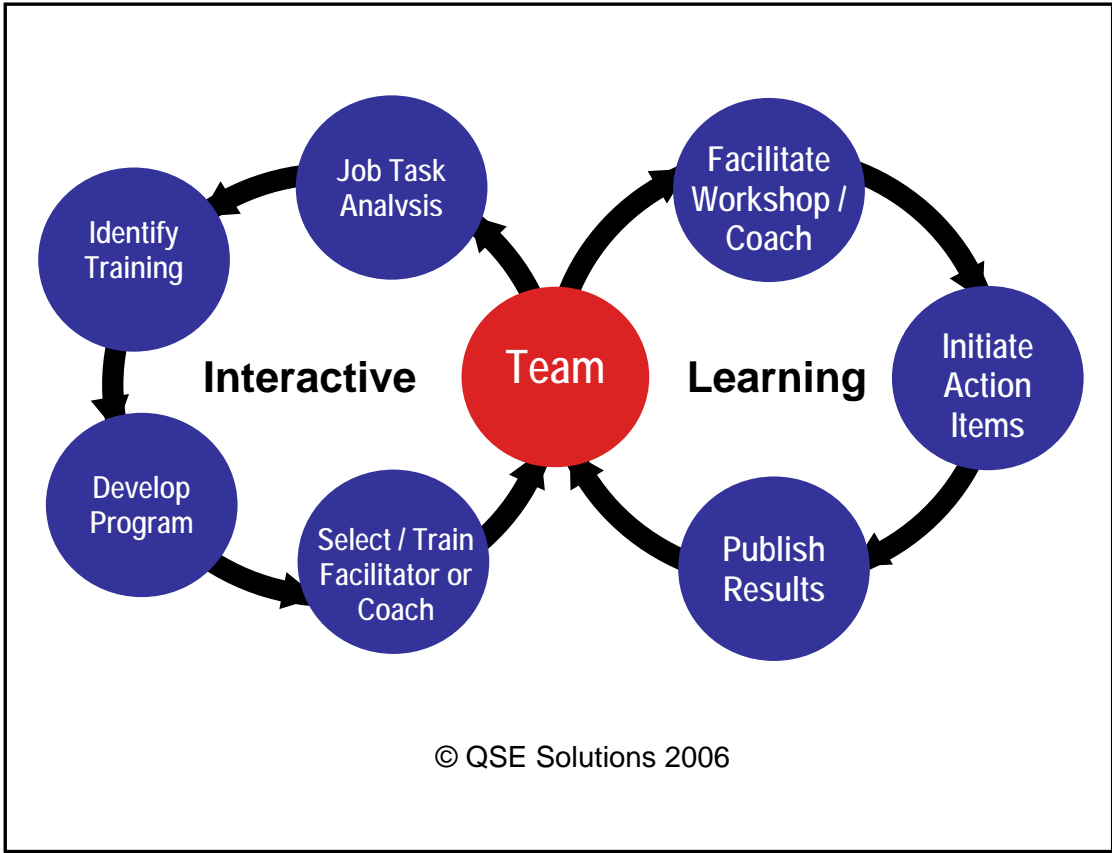 Job Task
Analvsis
Identify
Training
Develop
Program
Select / Train
Facilitator or
Coach
Interactive
Team
Learning
Facilitate
Workshop /
Coach
Initiate
Action
Items
Publish
Results
© QSE Solutions 2006